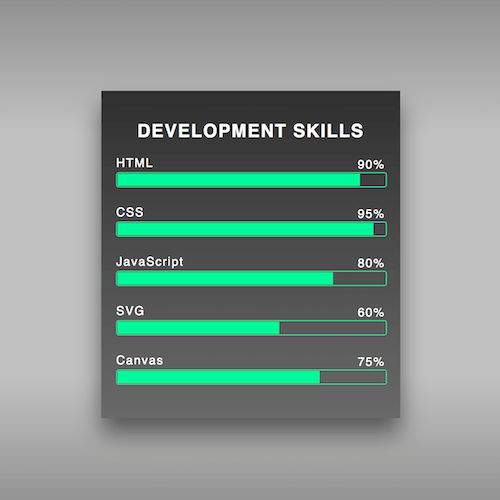 DEVELOPMENT SKILLS
HTML 90%
CSS 95%
JavaScript 80%
SVG 60%
Canvas 75%